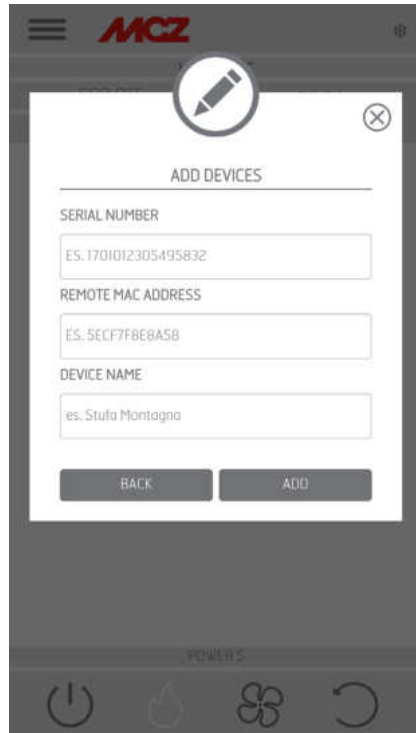 MCZ
ADD DEVICES
SERIAL NUMBER
ES. 1701012305495832
REMOTE MAC ADDRESS
ES. 5ECF7F8E8A58
DEVICE NAME
es. Stufa Montagna
BACK
ADD
POWER 5